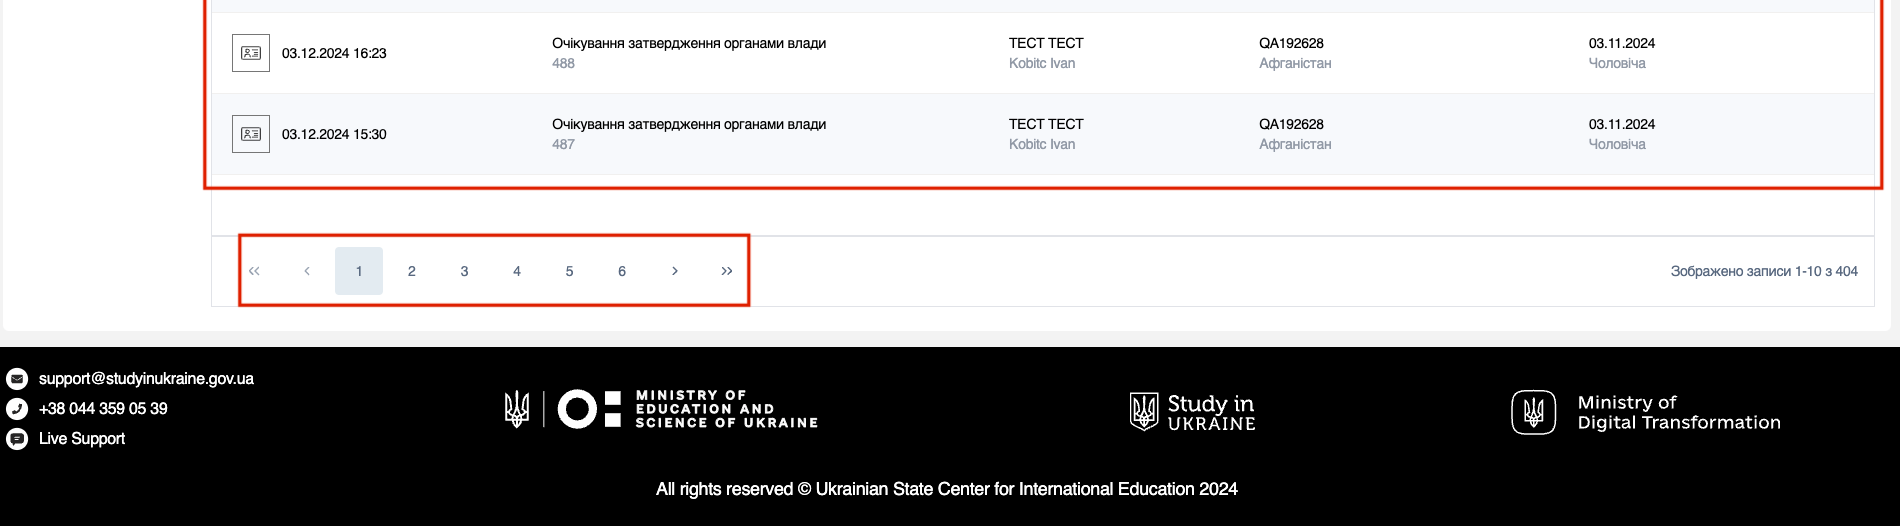 03.12.2024 16:23 Очікування затвердження органами влади ТЕСТ ТЕСТ QA192628 03.11.2024
488 Kobitc Ivan Афганістан Чоловіча
03.12.2024 15:30 Очікування затвердження органами влади ТЕСТ ТЕСТ QA192628 03.11.2024
487 Kobitc Ivan Афганістан Чоловіча
« ‹ 1 2 3 4 5 6 › » Зображено записи 1-10 з 404
support@studyinukraine.gov.ua
+38 044 359 05 39
Live Support
MINISTRY OF
EDUCATION AND
SCIENCE OF UKRAINE
Study in
UKRAINE
Ministry of
Digital Transformation
All rights reserved © Ukrainian State Center for International Education 2024